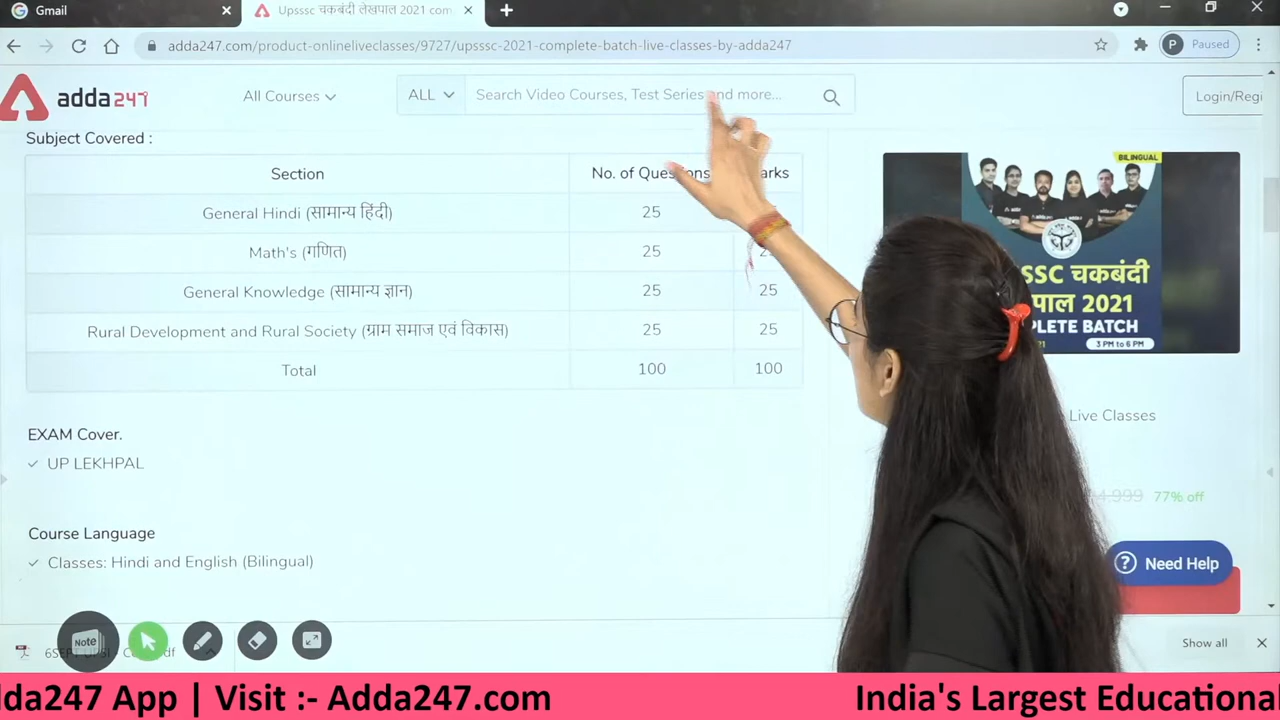 Gmail
Upsssc चकबंदी लेखपाल 2021 com
adda247.com/product-onlineliveclasses/9727/upsssc-2021-complete-batch-live-classes-by-adda247
P Paused
adda247
All Courses
ALL
Search Video Courses, Test Series and more...
Login/Regi
Subject Covered :
Section No. of Questions arks
General Hindi (सामान्य हिंदी) 25
Math's (गणित) 25
General Knowledge (सामान्य ज्ञान) 25 25
Rural Development and Rural Society (ग्राम समाज एवं विकास) 25 25
Total 100 100
EXAM Cover.
UP LEKHPAL
Course Language
Classes: Hindi and English (Bilingual)
BILINGUAL
SSC चकबंदी
पाल 2021
PLETE BATCH
21 3 PM to 6 PM
Live Classes
4,999 77% off
? Need Help
Note
Show all
dda247 App | Visit :- Adda247.com
India's Largest Educational